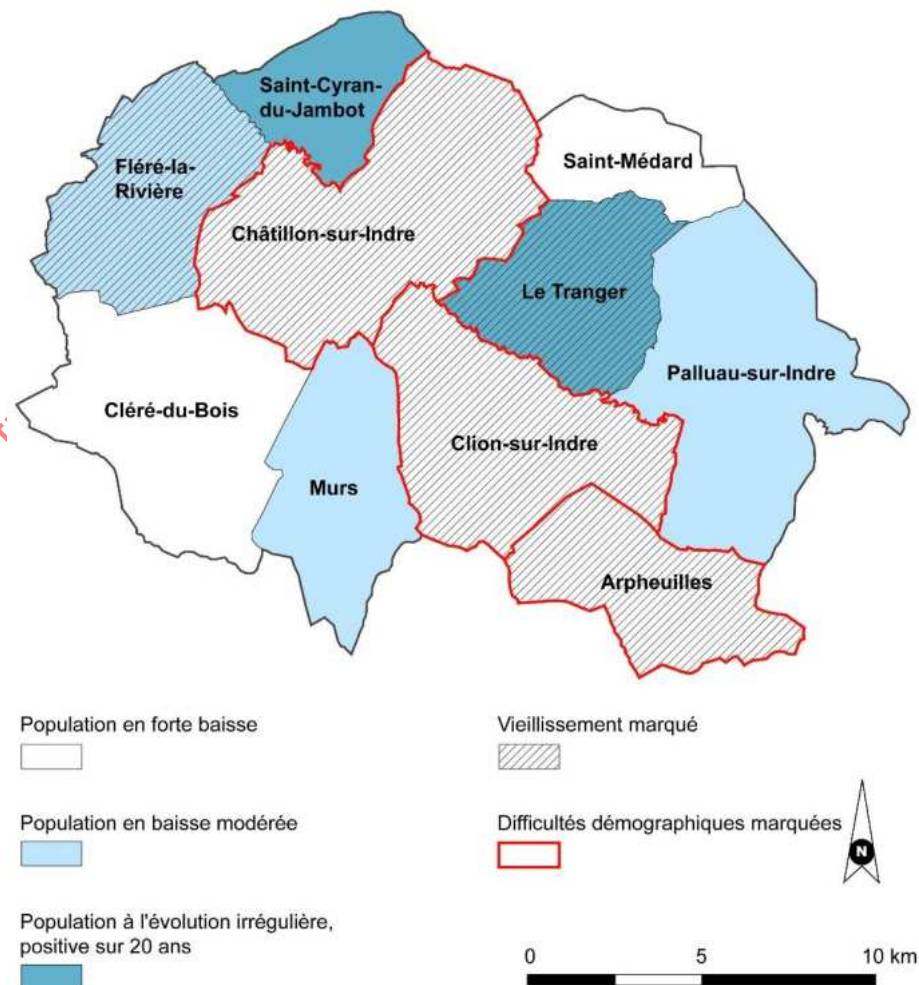 Saint-Cyran-
du-Jambot
Saint-Médard
Fléré-la-
Rivière
Châtillon-sur-Indre
Le Tranger
Palluau-sur-Indre
Cléré-du-Bois
Clion-sur-Indre
Murs
Arpheuilles
Population en forte baisse
Vieillissement marqué
Population en baisse modérée
Difficultés démographiques marquées
N
Population à l'évolution irrégulière,
positive sur 20 ans
0 5 10 km